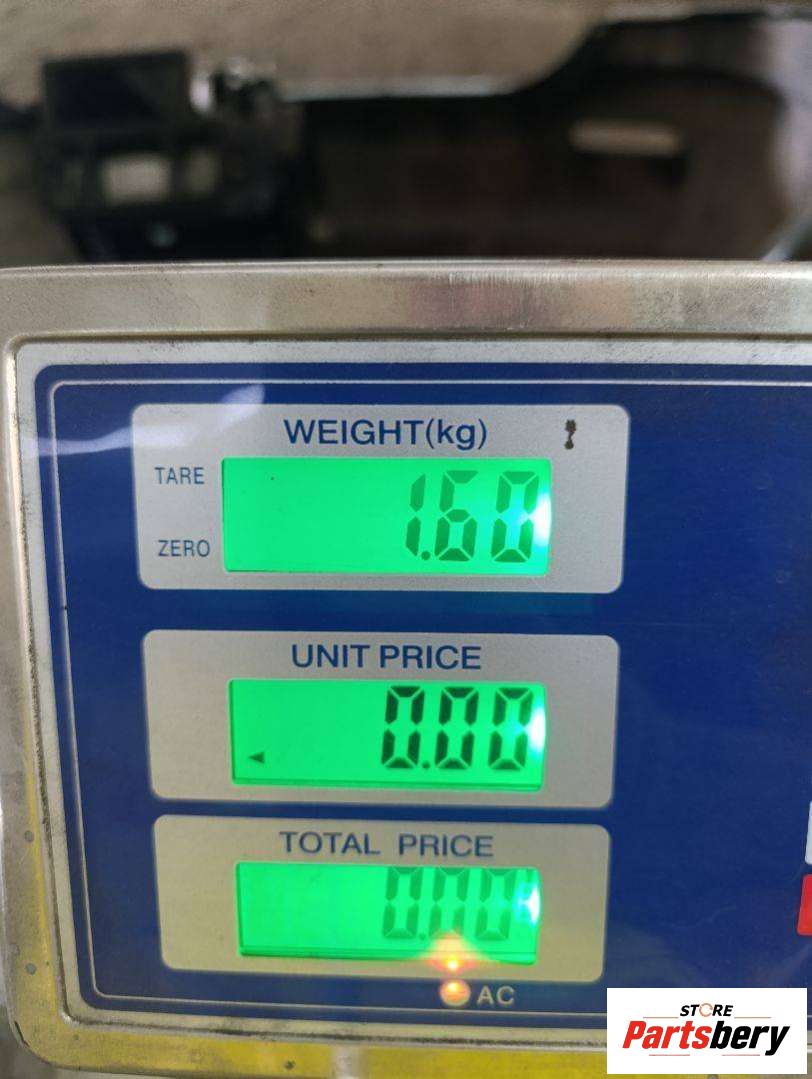 WEIGHT(kg)
TARE
1.60
ZERO
UNIT PRICE
0.00
TOTAL PRICE
0.00
AC
STORE
Partsbery